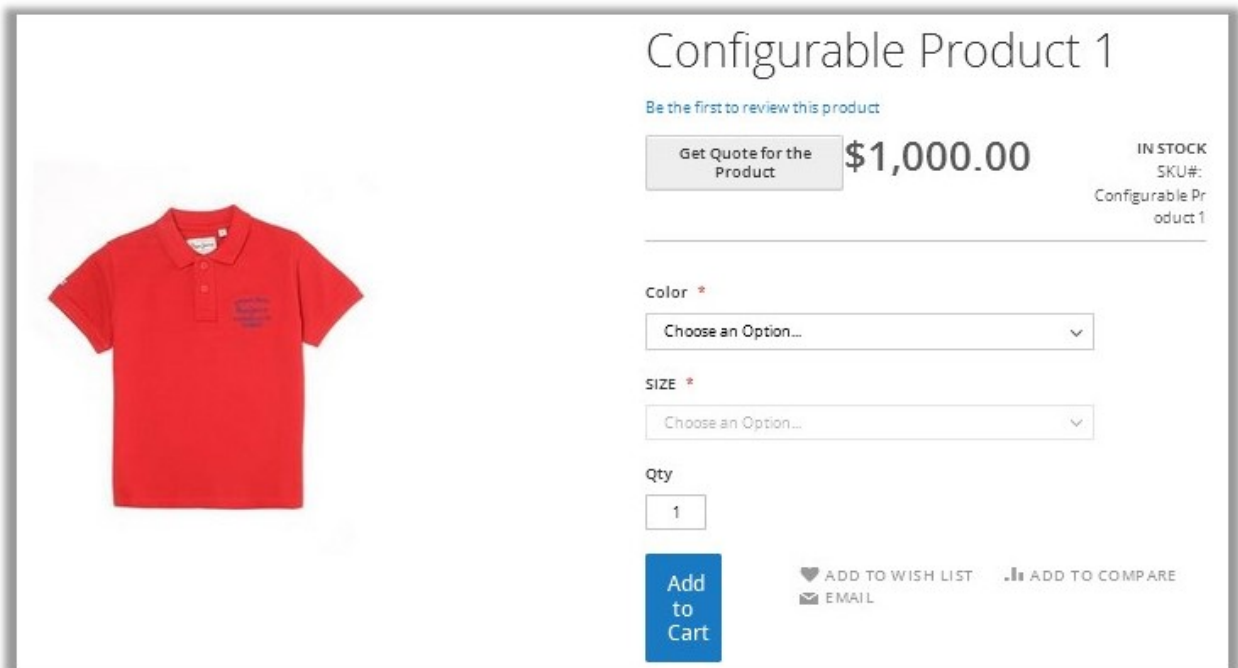 Configurable Product 1
Be the first to review this product
Get Quote for the
Product
$1,000.00
IN STOCK
SKU#:
Configurable Pr
oduct 1
Color *
Choose an Option...
SIZE *
Choose an Option...
Qty
1
Add
to
Cart
ADD TO WISH LIST
ADD TO COMPARE
EMAIL